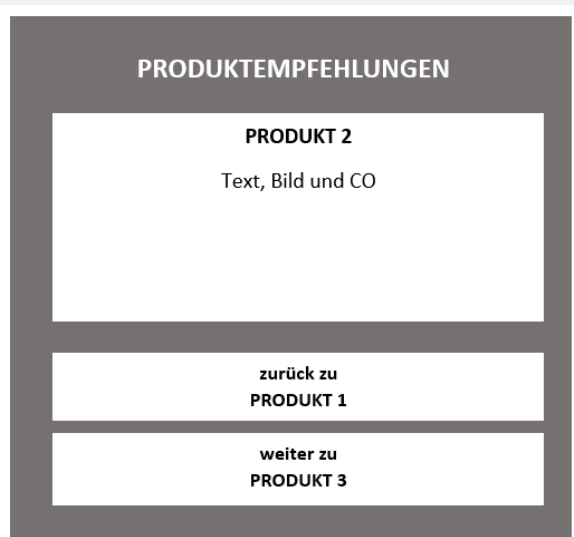 PRODUKTEMPFEHLUNGEN
PRODUKT 2
Text, Bild und CO
zurück zu
PRODUKT 1
weiter zu
PRODUKT 3